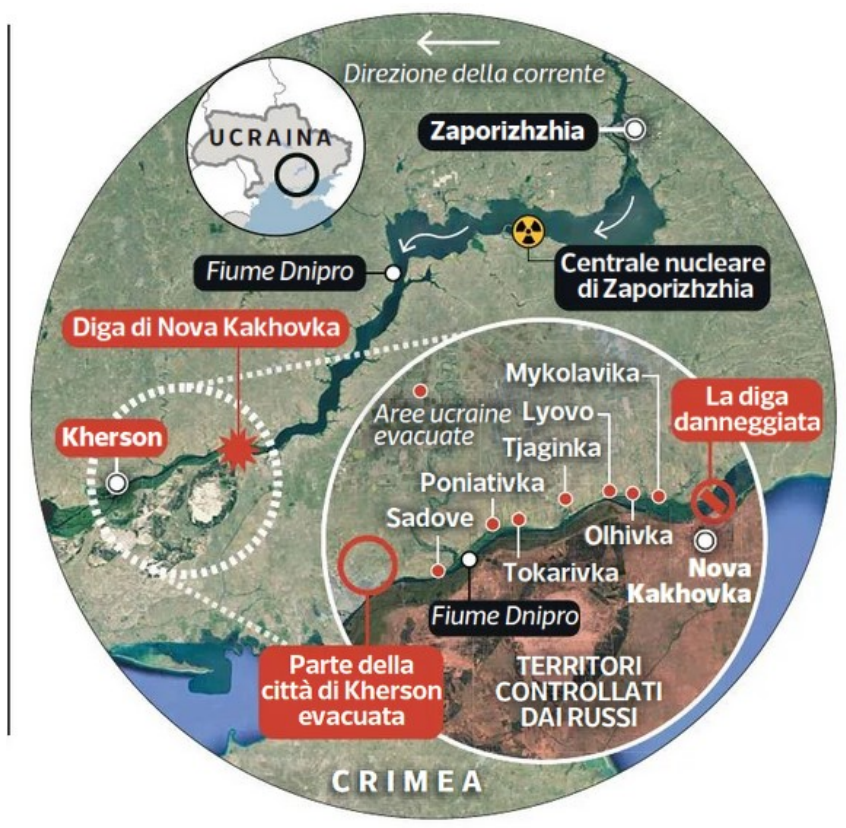 Direzione della corrente
UCRAINA
Zaporizhzhia
Fiume Dnipro
Centrale nucleare
di Zaporizhzhia
Diga di Nova Kakhovka
Kherson
Mykolavika
La diga
danneggiata
Aree ucraine
evacuate
Lyovo
Tjaginka
Poniativka
Sadove
Olhivka
Tokarivka
Nova
Kakhovka
Fiume Dnipro
Parte della
città di Kherson
evacuata
TERRITORI
CONTROLLATI
DAI RUSSI
CRIMEA